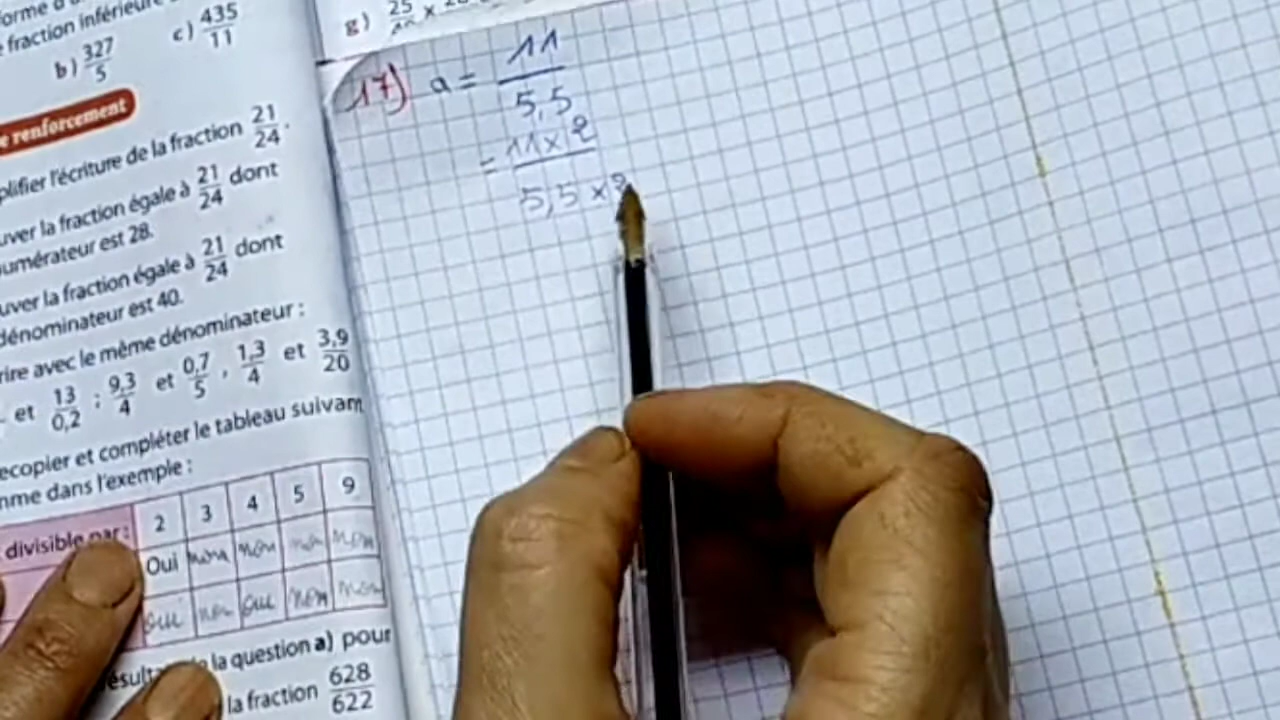 forme d'u
fraction inférieure
b) 327/5 c) 435/11
renforcement
plifier l'écriture de la fraction 21/24.
uver la fraction égale à 21/24 dont
umérateur est 28.
uver la fraction égale à 21/24 dont
dénominateur est 40.
rire avec le même dénominateur :
et 13/0,2 ; 9,3/4 et 0,7/5 , 1,3/4 et 3,9/20
ecopier et compléter le tableau suivant
mme dans l'exemple :
divisible par : 2 3 4 5 9
Oui non non non non
oui non oui non non
la question a) pour
la fraction 628/622
g) 25/ ×
17) a = 11/5,5
= 11 × 2
5,5 × 2